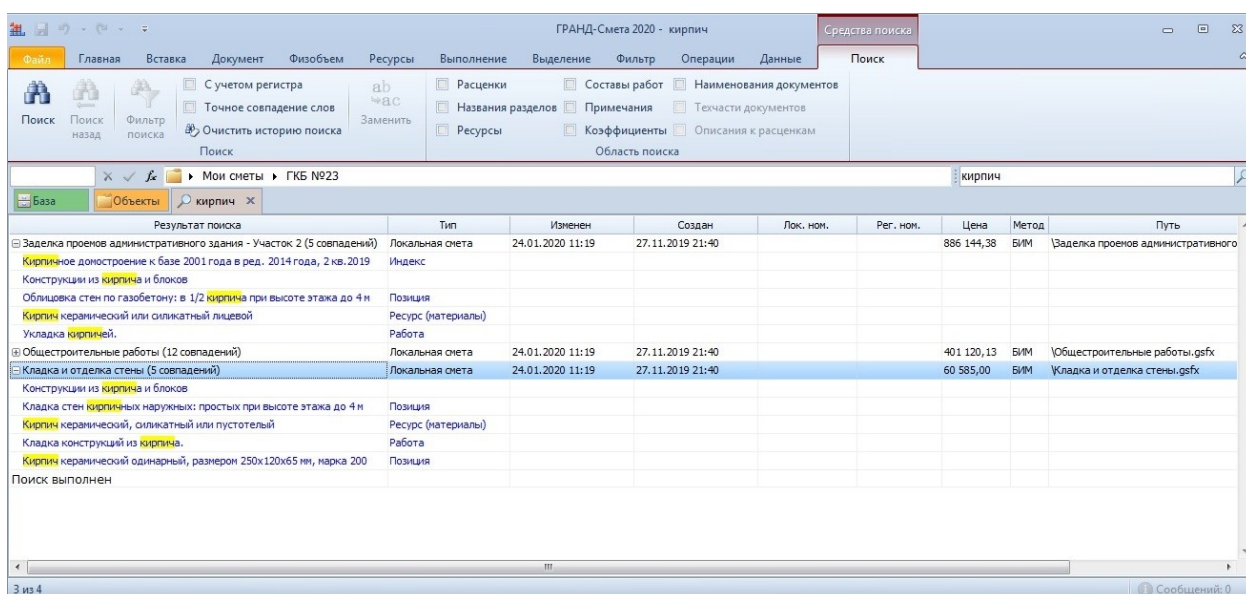 ГРАНД-Смета 2020 - кирпич
Средства поиска
Файл Главная Вставка Документ Физобъем Ресурсы Выполнение Выделение Фильтр Операции Данные Поиск
Поиск
Поиск назад
Фильтр поиска
С учетом регистра
Точное совпадение слов
Очистить историю поиска
ab
ac
Заменить
Поиск
Расценки
Названия разделов
Ресурсы
Составы работ
Примечания
Коэффициенты
Наименования документов
Техчасти документов
Описания к расценкам
Область поиска
fx Мои сметы ГКБ №23 кирпич
База Объекты кирпич
Результат поиска Тип Изменен Создан Лок. ном. Рег. ном. Цена Метод Путь
Заделка проемов административного здания - Участок 2 (5 совпадений) Локальная смета 24.01.2020 11:19 27.11.2019 21:40 886 144,38 БИМ \Заделка проемов административного
Кирпичное домостроение к базе 2001 года в ред. 2014 года, 2 кв.2019 Индекс
Конструкции из кирпича и блоков
Облицовка стен по газобетону: в 1/2 кирпича при высоте этажа до 4 м Позиция
Кирпич керамический или силикатный лицевой Ресурс (материалы)
Укладка кирпичей. Работа
Общестроительные работы (12 совпадений) Локальная смета 24.01.2020 11:19 27.11.2019 21:40 401 120,13 БИМ \Общестроительные работы.gsfx
Кладка и отделка стены (5 совпадений) Локальная смета 24.01.2020 11:19 27.11.2019 21:40 60 585,00 БИМ \Кладка и отделка стены.gsfx
Конструкции из кирпича и блоков
Кладка стен кирпичных наружных: простых при высоте этажа до 4 м Позиция
Кирпич керамический, силикатный или пустотелый Ресурс (материалы)
Кладка конструкций из кирпича. Работа
Кирпич керамический одинарный, размером 250х120х65 мм, марка 200 Позиция
Поиск выполнен
3 из 4 Сообщений: 0